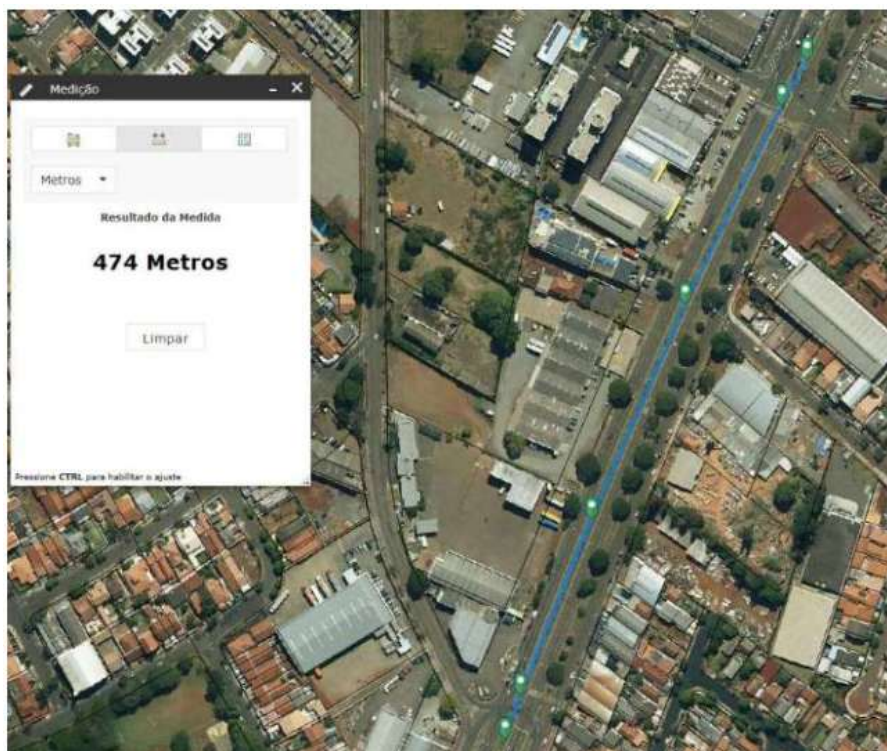 Medição
Metros
Resultado da Medida
474 Metros
Limpar
Pressione CTRL para habilitar o ajuste